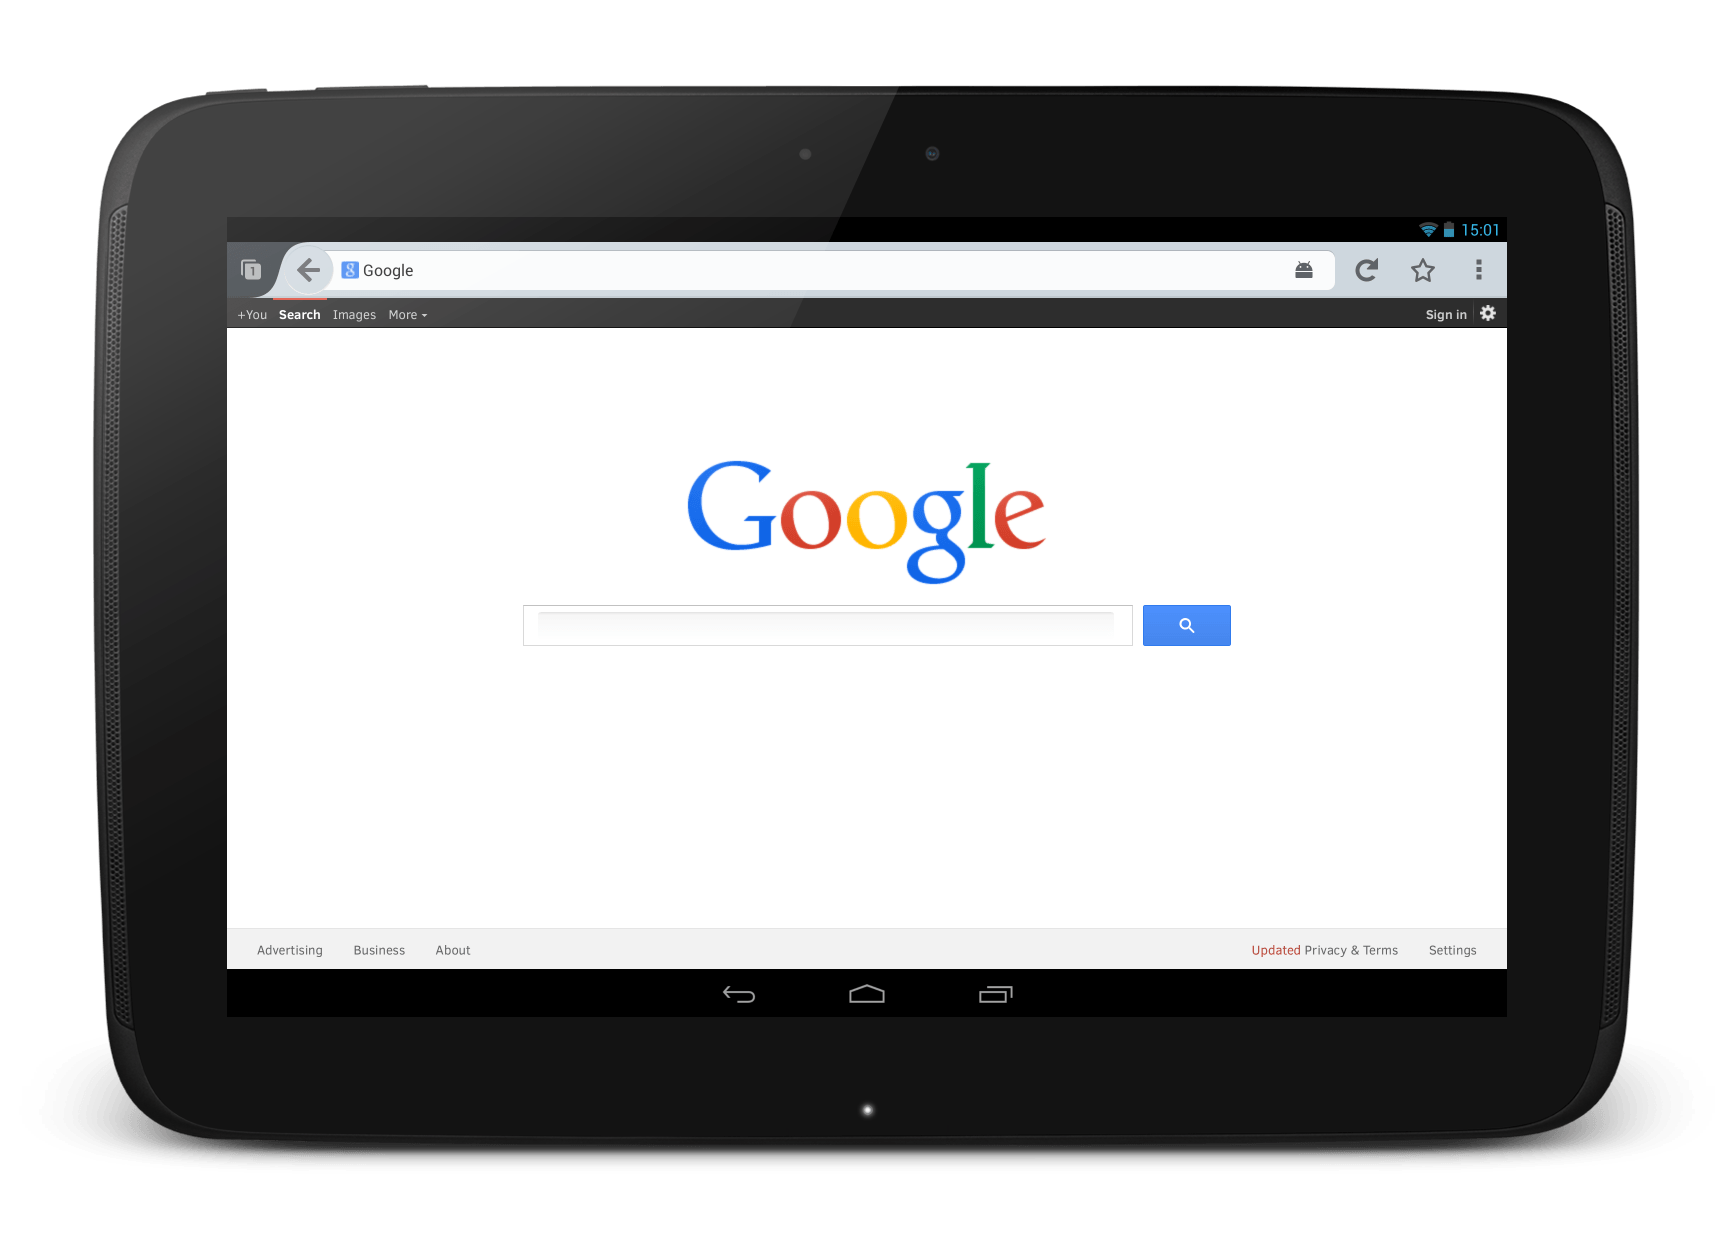 15:01
1
g Google
+You Search Images More Sign in
Google
Advertising Business About Updated Privacy & Terms Settings